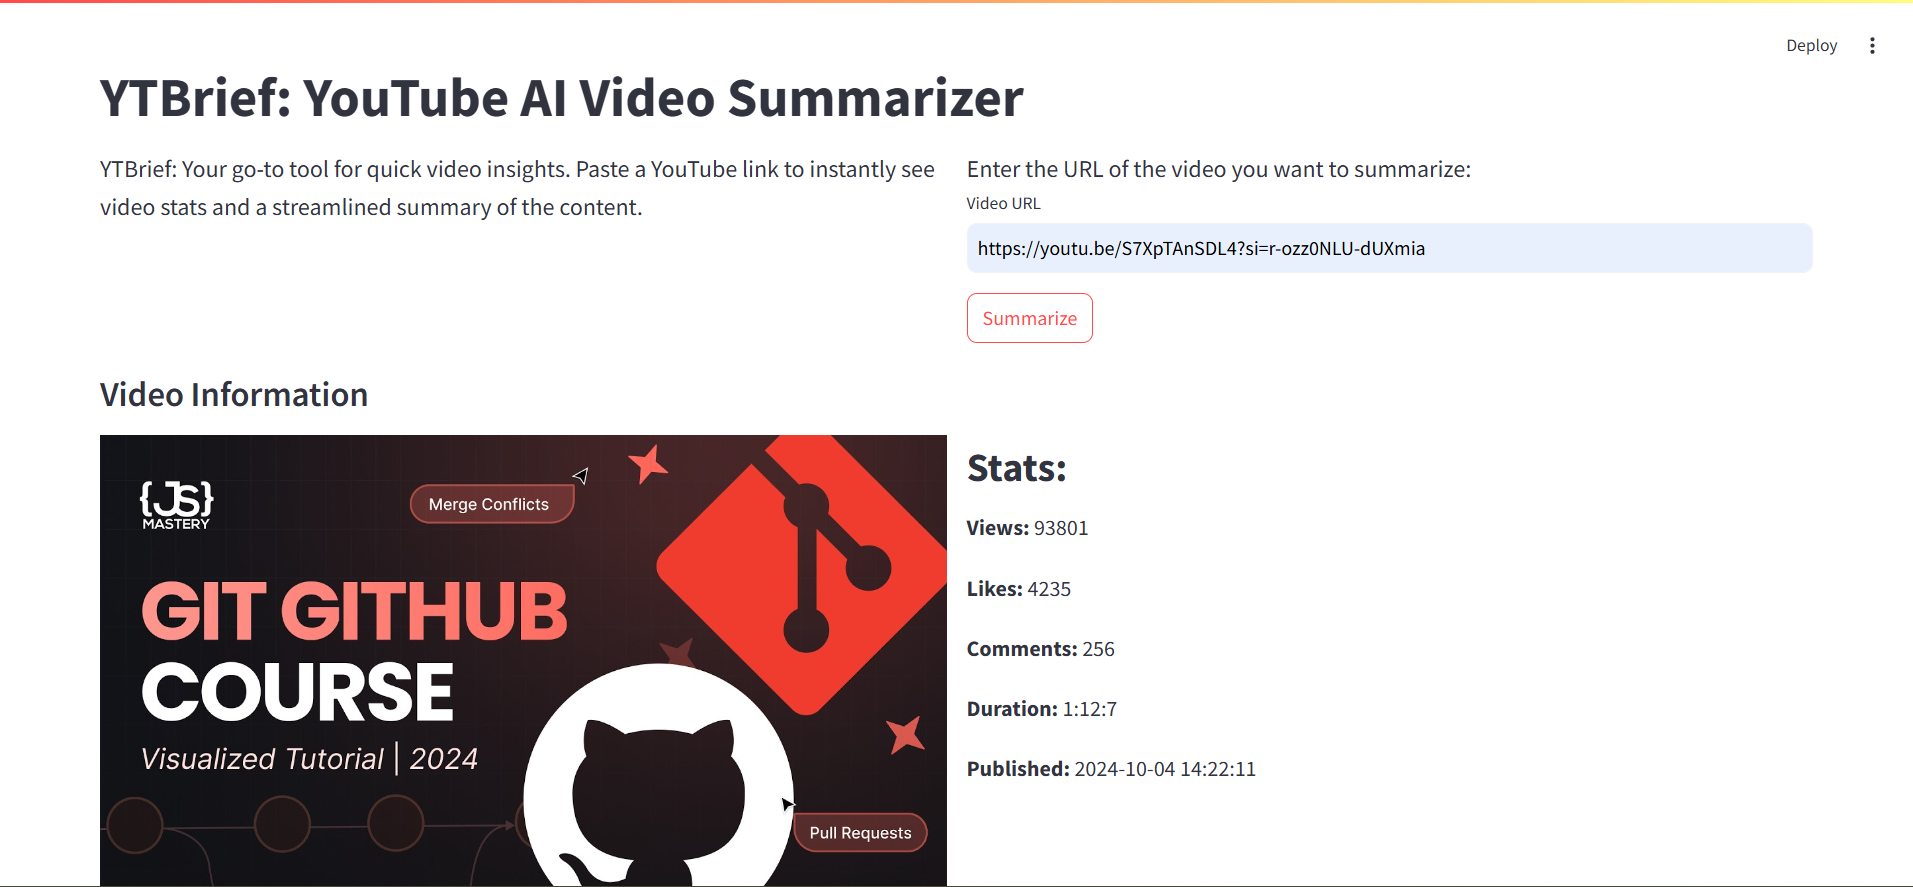 Deploy
YTBrief: YouTube AI Video Summarizer
YTBrief: Your go-to tool for quick video insights. Paste a YouTube link to instantly see
video stats and a streamlined summary of the content.
Enter the URL of the video you want to summarize:
Video URL
https://youtu.be/S7XpTAnSDL4?si=r-ozz0NLU-dUXmia
Summarize
Video Information
{JS}
MASTERY
Merge Conflicts
GIT GITHUB
COURSE
Visualized Tutorial | 2024
Pull Requests
Stats:
Views: 93801
Likes: 4235
Comments: 256
Duration: 1:12:7
Published: 2024-10-04 14:22:11